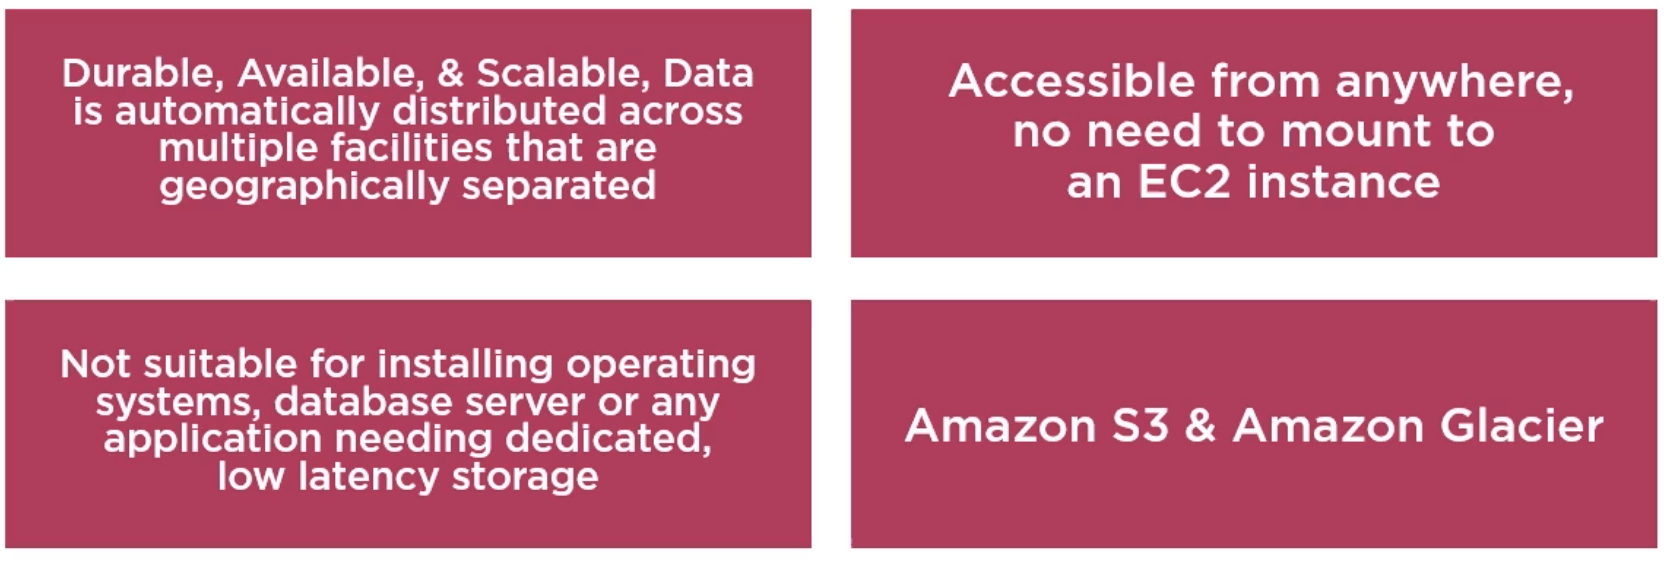 Durable, Available, & Scalable, Data
is automatically distributed across
multiple facilities that are
geographically separated
Accessible from anywhere,
no need to mount to
an EC2 instance
Not suitable for installing operating
systems, database server or any
application needing dedicated,
low latency storage
Amazon S3 & Amazon Glacier